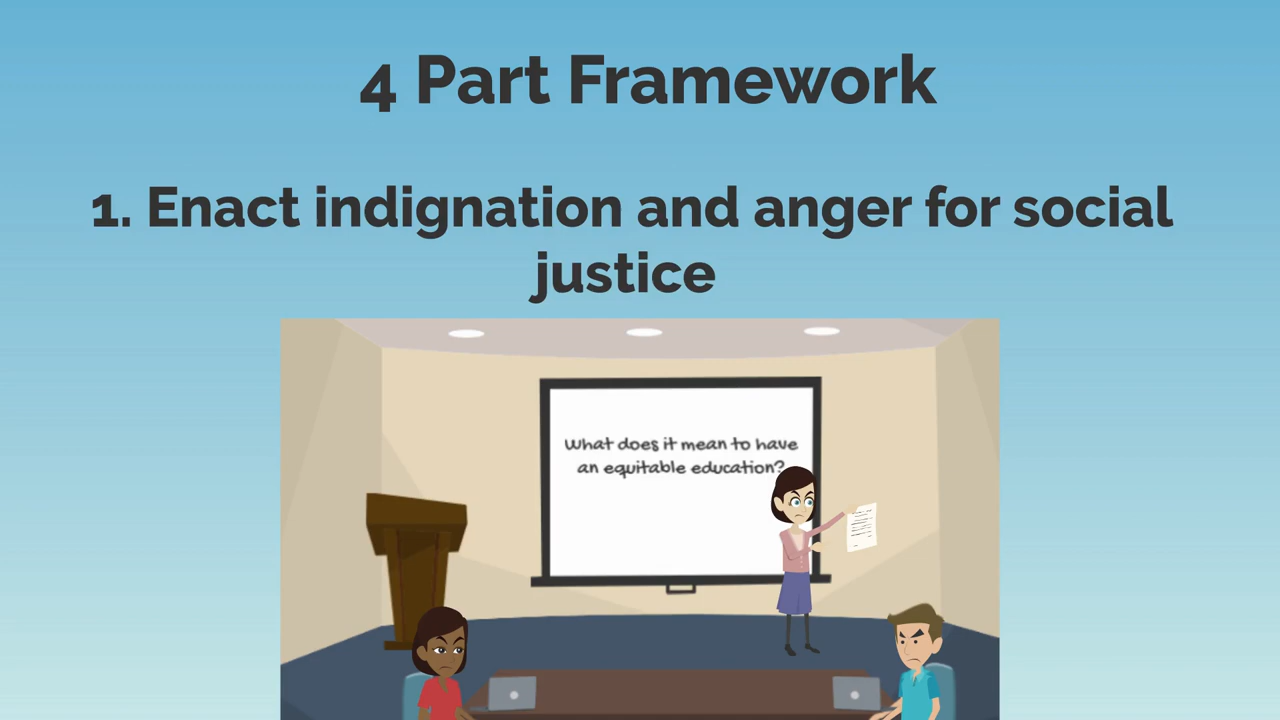 4 Part Framework
1. Enact indignation and anger for social
justice
What does it mean to have
an equitable education?